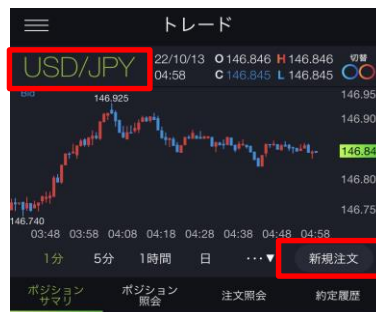 トレード
USD/JPY
22/10/13 O 146.846 H 146.846 切替
04:58 C 146.845 L 146.845
Bid
146.925
146.95
146.90
146.84
146.80
146.75
146.740
03:48 03:58 04:08 04:18 04:28 04:38 04:48 04:58
1分 5分 1時間 日 ･･･▼ 新規注文
ポジション
サマリ
ポジション
照会
注文照会 約定履歴